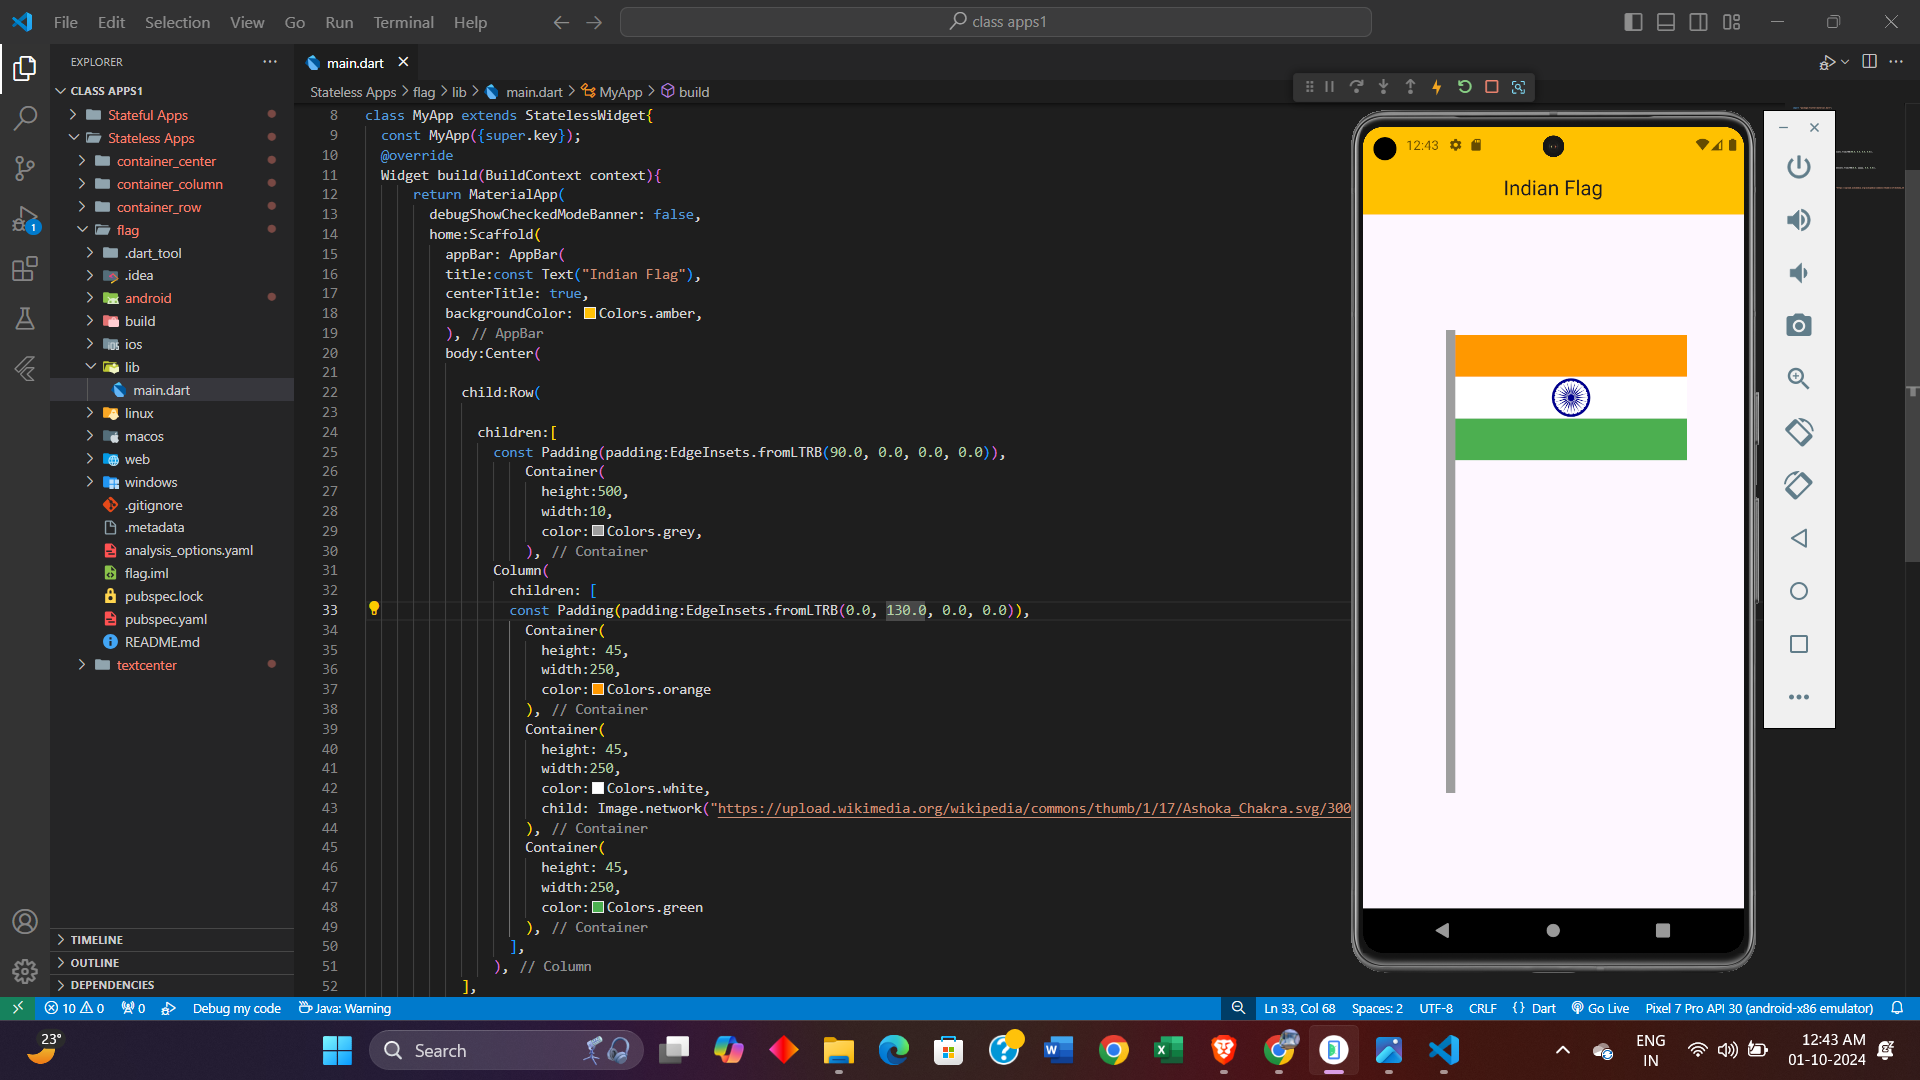 File Edit Selection View Go Run Terminal Help
class apps1
EXPLORER
CLASS APPS1
Stateful Apps
Stateless Apps
container_center
container_column
container_row
flag
.dart_tool
.idea
android
build
ios
lib
main.dart
linux
macos
web
windows
.gitignore
.metadata
analysis_options.yaml
flag.iml
pubspec.lock
pubspec.yaml
README.md
textcenter
TIMELINE
OUTLINE
DEPENDENCIES
main.dart
Stateless Apps > flag > lib > main.dart > MyApp > build
8 class MyApp extends StatelessWidget{
9 const MyApp({super.key});
10 @override
11 Widget build(BuildContext context){
12 return MaterialApp(
13 debugShowCheckedModeBanner: false,
14 home:Scaffold(
15 appBar: AppBar(
16 title:const Text("Indian Flag"),
17 centerTitle: true,
18 backgroundColor: Colors.amber,
19 ), // AppBar
20 body:Center(
21
22 child:Row(
23
24 children:[
25 const Padding(padding:EdgeInsets.fromLTRB(90.0, 0.0, 0.0, 0.0)),
26 Container(
27 height:500,
28 width:10,
29 color: Colors.grey,
30 ), // Container
31 Column(
32 children: [
33 const Padding(padding:EdgeInsets.fromLTRB(0.0, 130.0, 0.0, 0.0)),
34 Container(
35 height: 45,
36 width:250,
37 color: Colors.orange
38 ), // Container
39 Container(
40 height: 45,
41 width:250,
42 color: Colors.white,
43 child: Image.network("https://upload.wikimedia.org/wikipedia/commons/thumb/1/17/Ashoka_Chakra.svg/300
44 ), // Container
45 Container(
46 height: 45,
47 width:250,
48 color: Colors.green
49 ), // Container
50 ],
51 ), // Column
52 ],
12:43
Indian Flag
1
10 0 0 Debug my code Java: Warning
Ln 33, Col 68 Spaces: 2 UTF-8 CRLF {} Dart Go Live Pixel 7 Pro API 30 (android-x86 emulator)
23°
Search
ENG
IN
12:43 AM
01-10-2024